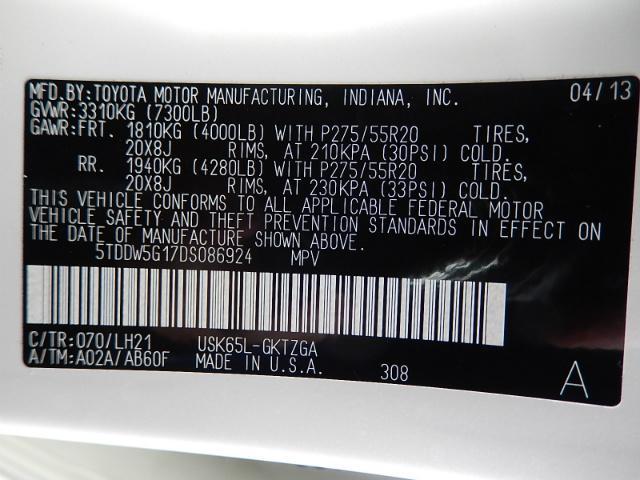 MFD.BY:TOYOTA MOTOR MANUFACTURING, INDIANA, INC. 04/13
GVWR:3310KG (7300LB)
GAWR:FRT. 1810KG (4000LB) WITH P275/55R20 TIRES,
20X8J RIMS, AT 210KPA (30PSI) COLD.
RR. 1940KG (4280LB) WITH P275/55R20 TIRES,
20X8J RIMS, AT 230KPA (33PSI) COLD.
THIS VEHICLE CONFORMS TO ALL APPLICABLE FEDERAL MOTOR
VEHICLE SAFETY AND THEFT PREVENTION STANDARDS IN EFFECT ON
THE DATE OF MANUFACTURE SHOWN ABOVE.
5TDDW5G17DS086924 MPV
C/TR:070/LH21 USK65L-GKTZGA
A/TM:A02A/AB60F MADE IN U.S.A. 308 A